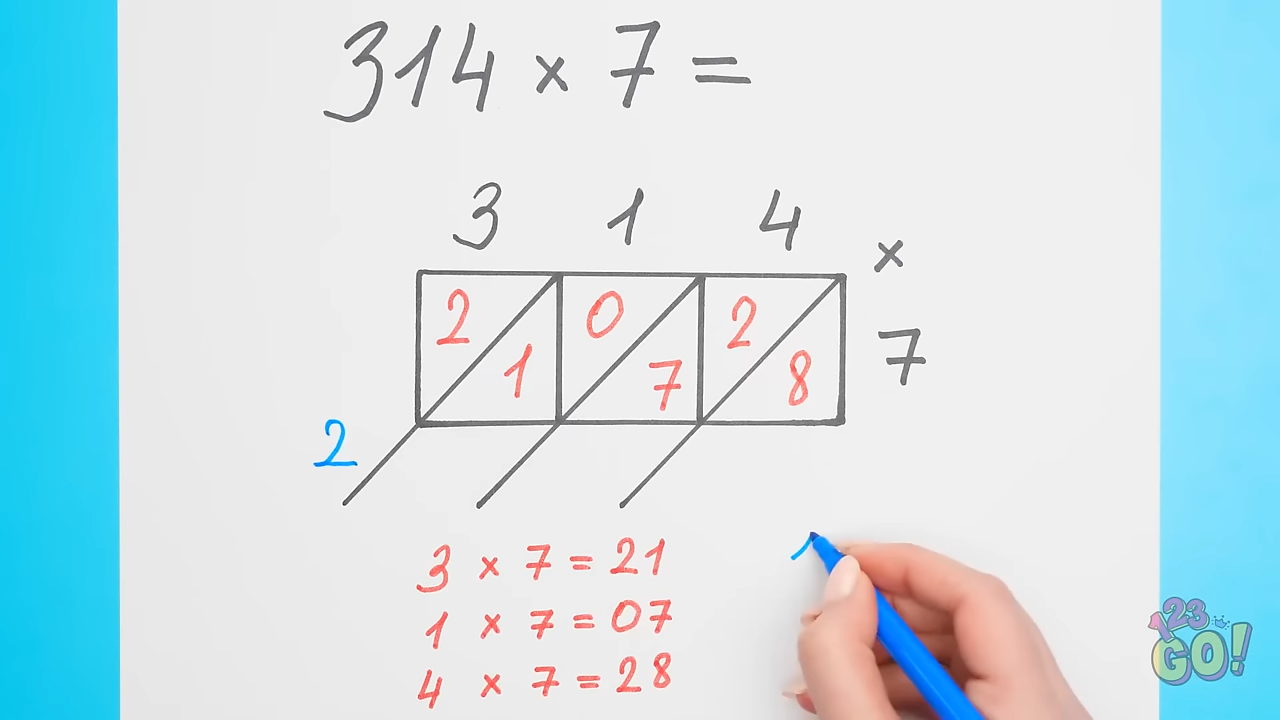 314 × 7 =
3 1 4 ×
2 0 2
1 7 8 7
2
3 × 7 = 21
1 × 7 = 07
4 × 7 = 28
123 GO!